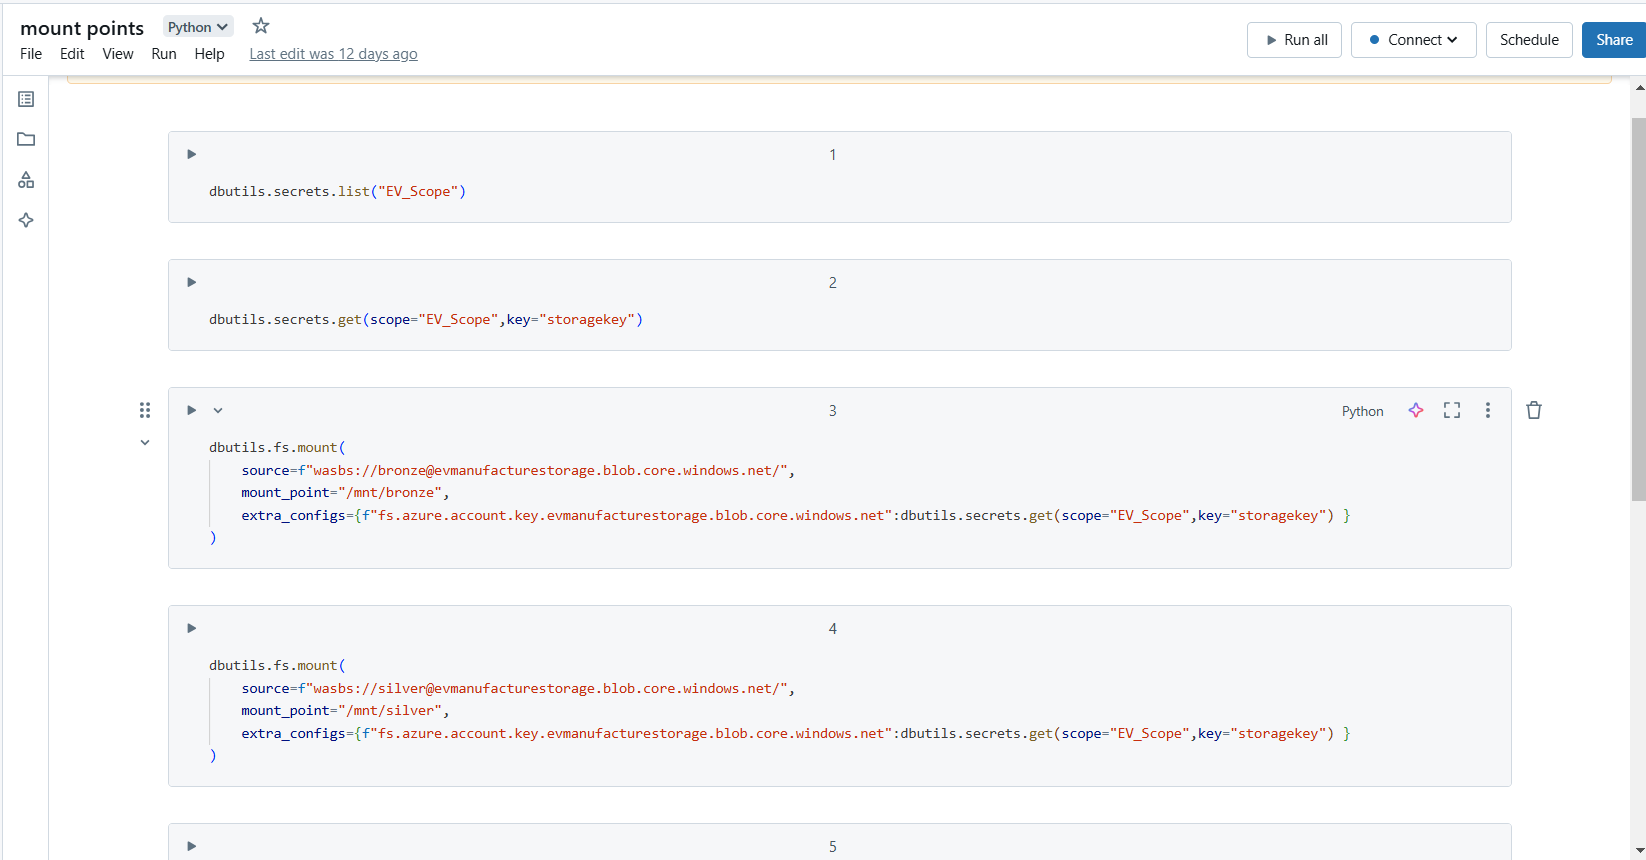 mount points Python
File Edit View Run Help Last edit was 12 days ago
Run all Connect Schedule Share
1
dbutils.secrets.list("EV_Scope")
2
dbutils.secrets.get(scope="EV_Scope",key="storagekey")
3
Python
dbutils.fs.mount(
    source=f"wasbs://bronze@evmanufacturestorage.blob.core.windows.net/",
    mount_point="/mnt/bronze",
    extra_configs={f"fs.azure.account.key.evmanufacturestorage.blob.core.windows.net":dbutils.secrets.get(scope="EV_Scope",key="storagekey") }
)
4
dbutils.fs.mount(
    source=f"wasbs://silver@evmanufacturestorage.blob.core.windows.net/",
    mount_point="/mnt/silver",
    extra_configs={f"fs.azure.account.key.evmanufacturestorage.blob.core.windows.net":dbutils.secrets.get(scope="EV_Scope",key="storagekey") }
)
5